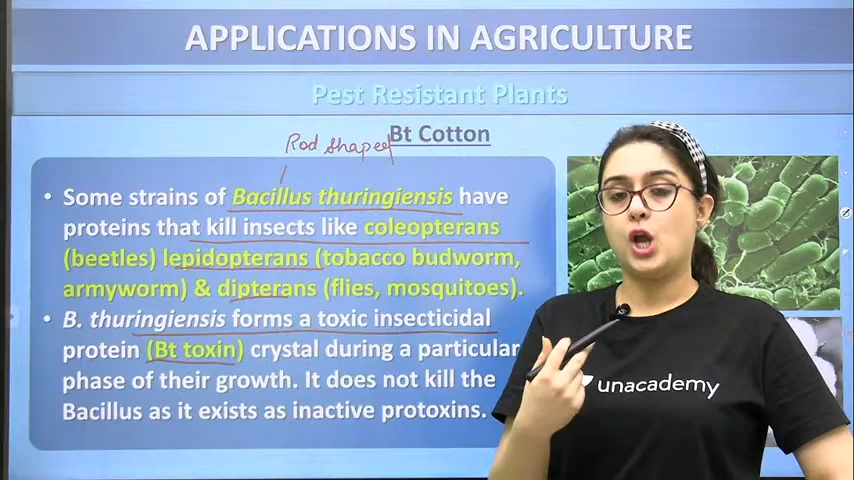 APPLICATIONS IN AGRICULTURE
Pest Resistant Plants
Bt Cotton
Rod shaped
• Some strains of Bacillus thuringiensis have
proteins that kill insects like coleopterans
(beetles) lepidopterans (tobacco budworm,
armyworm) & dipterans (flies, mosquitoes).
• B. thuringiensis forms a toxic insecticidal
protein (Bt toxin) crystal during a particular
phase of their growth. It does not kill the
Bacillus as it exists as inactive protoxins.
unacademy